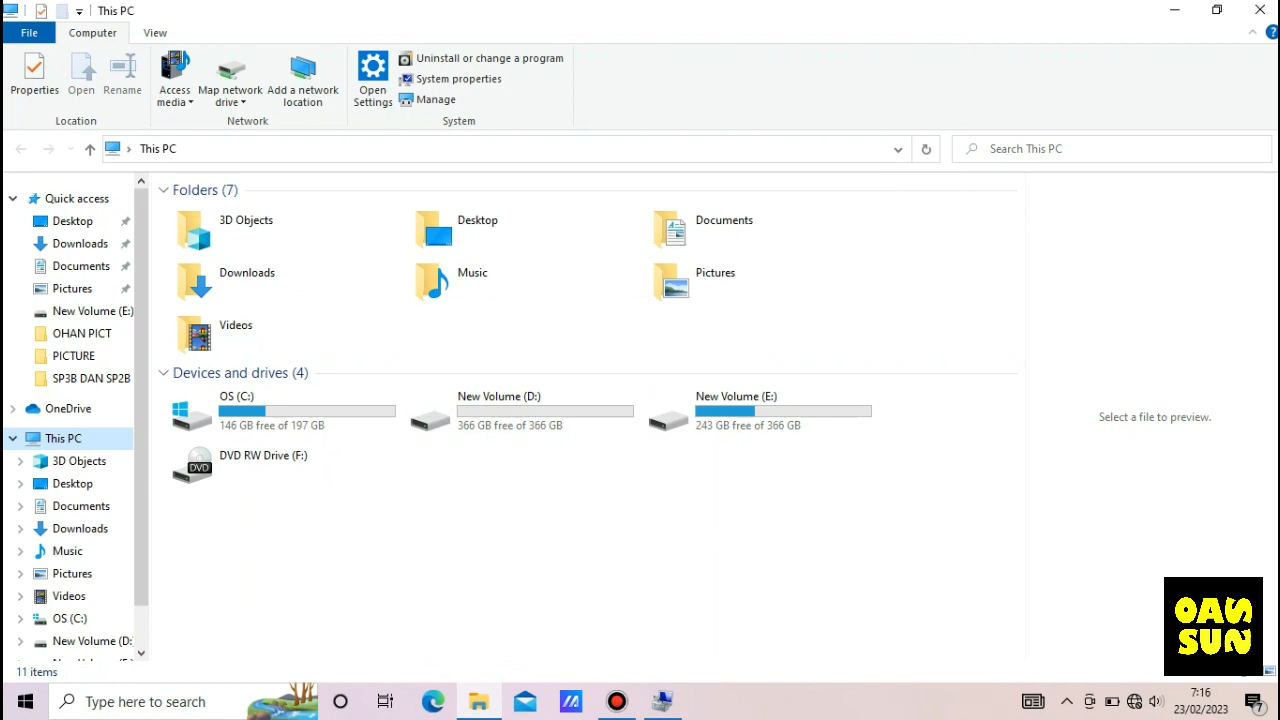 This PC
File
Computer
View
Properties
Open
Rename
Access media
Map network drive
Add a network location
Open Settings
Uninstall or change a program
System properties
Manage
Location
Network
System
This PC
Search This PC
Quick access
Desktop
Downloads
Documents
Pictures
New Volume (E:)
OHAN PICT
PICTURE
SP3B DAN SP2B
OneDrive
This PC
3D Objects
Desktop
Documents
Downloads
Music
Pictures
Videos
OS (C:)
New Volume (D:
Folders (7)
3D Objects
Desktop
Documents
Downloads
Music
Pictures
Videos
Devices and drives (4)
OS (C:)
146 GB free of 197 GB
New Volume (D:)
366 GB free of 366 GB
New Volume (E:)
243 GB free of 366 GB
DVD
DVD RW Drive (F:)
Select a file to preview.
OAS
SUN
11 items
Type here to search
7:16
23/02/2023
7